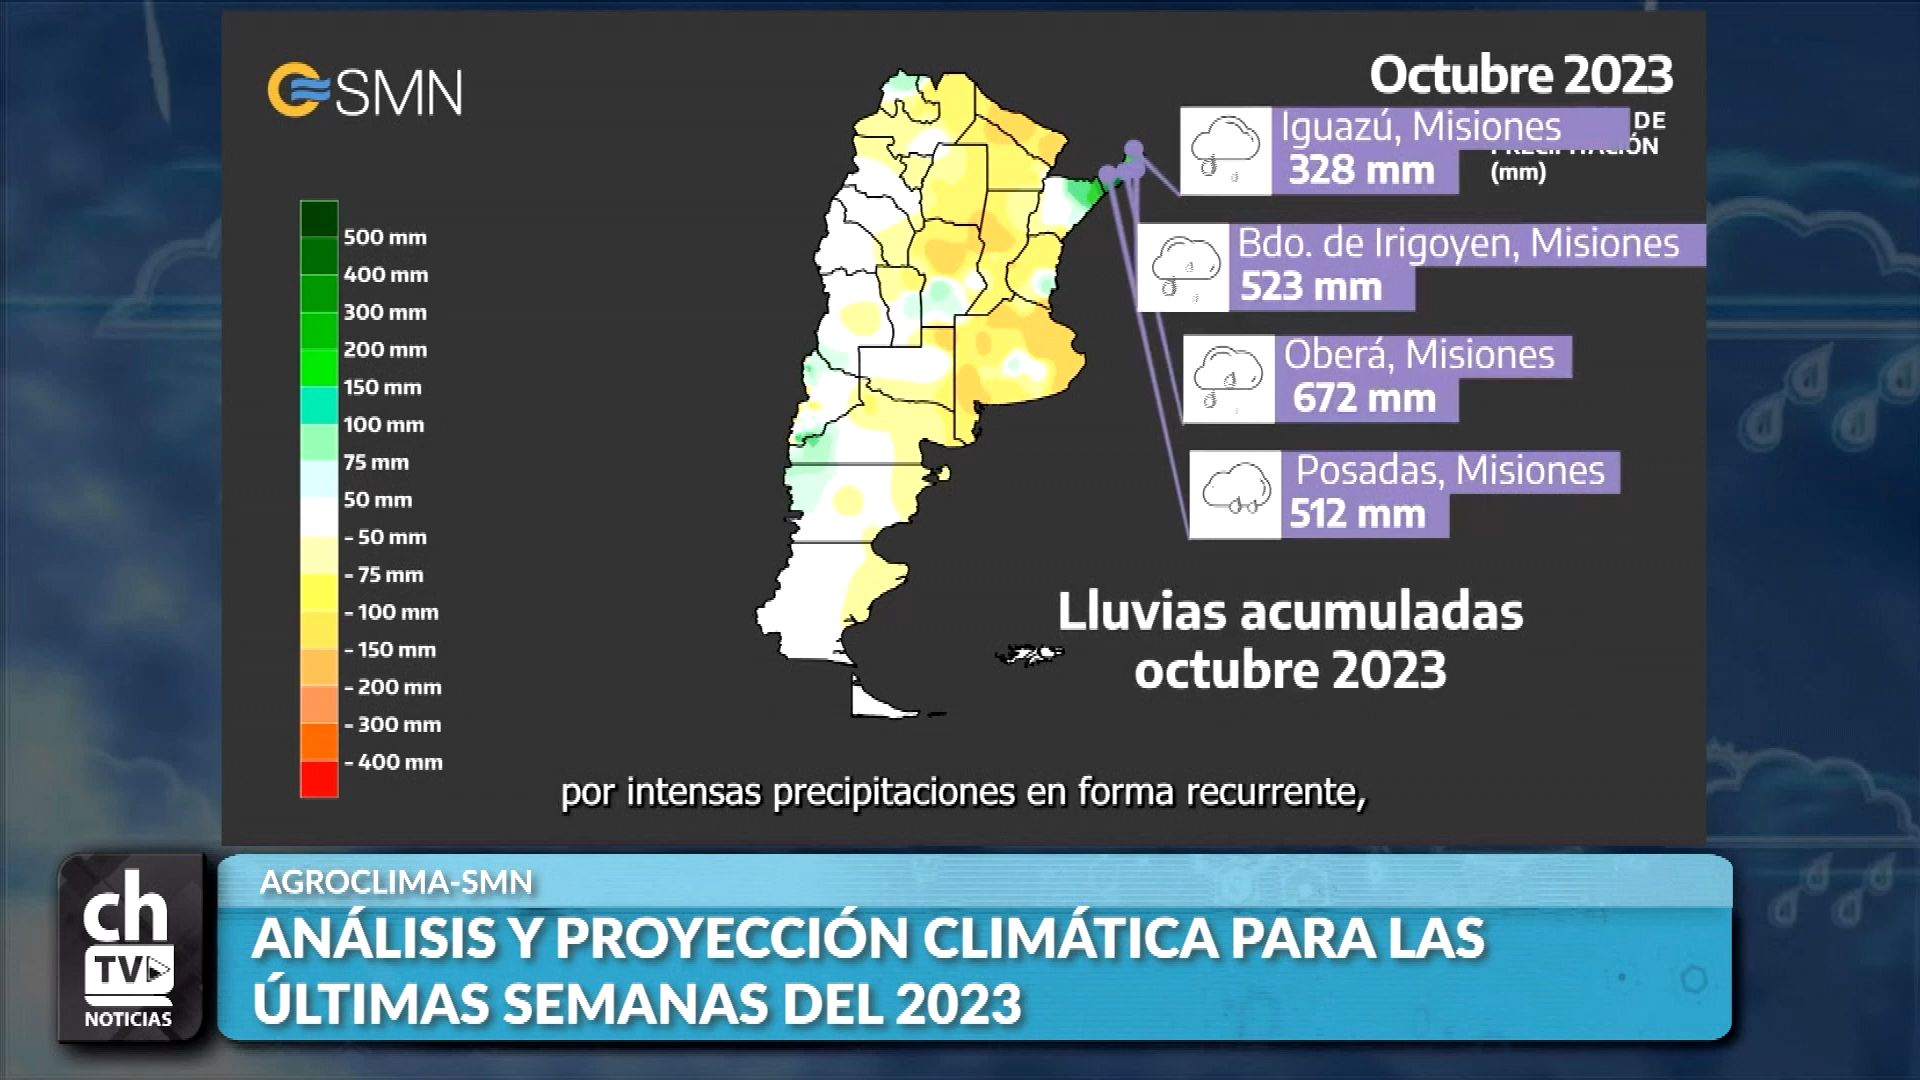 SMN
Octubre 2023
Iguazú, Misiones
DE
328 mm
(mm)
Bdo. de Irigoyen, Misiones
523 mm
Oberá, Misiones
672 mm
Posadas, Misiones
512 mm
500 mm
400 mm
300 mm
200 mm
150 mm
100 mm
75 mm
50 mm
- 50 mm
- 75 mm
- 100 mm
- 150 mm
- 200 mm
- 300 mm
- 400 mm
Lluvias acumuladas
octubre 2023
por intensas precipitaciones en forma recurrente,
ch
TV
NOTICIAS
AGROCLIMA-SMN
ANÁLISIS Y PROYECCIÓN CLIMÁTICA PARA LAS
ÚLTIMAS SEMANAS DEL 2023